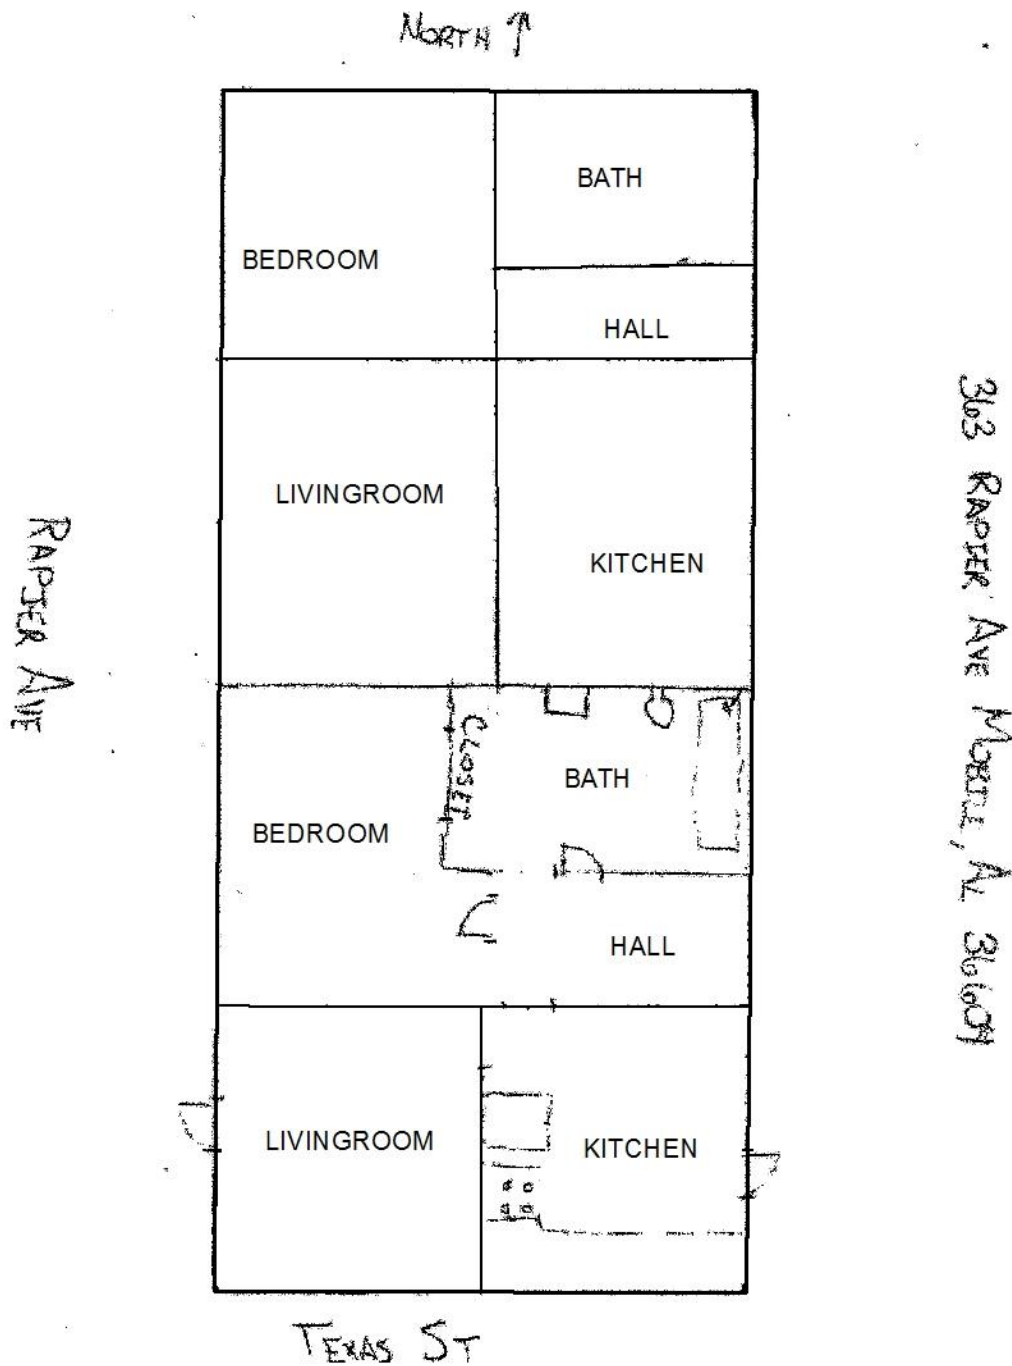 NORTH
BATH
BEDROOM
HALL
LIVINGROOM
KITCHEN
CLOSET
BATH
BEDROOM
HALL
LIVINGROOM
KITCHEN
TEXAS ST
RAPIER AVE
363 RAPIER AVE MOBILE, AL 36604